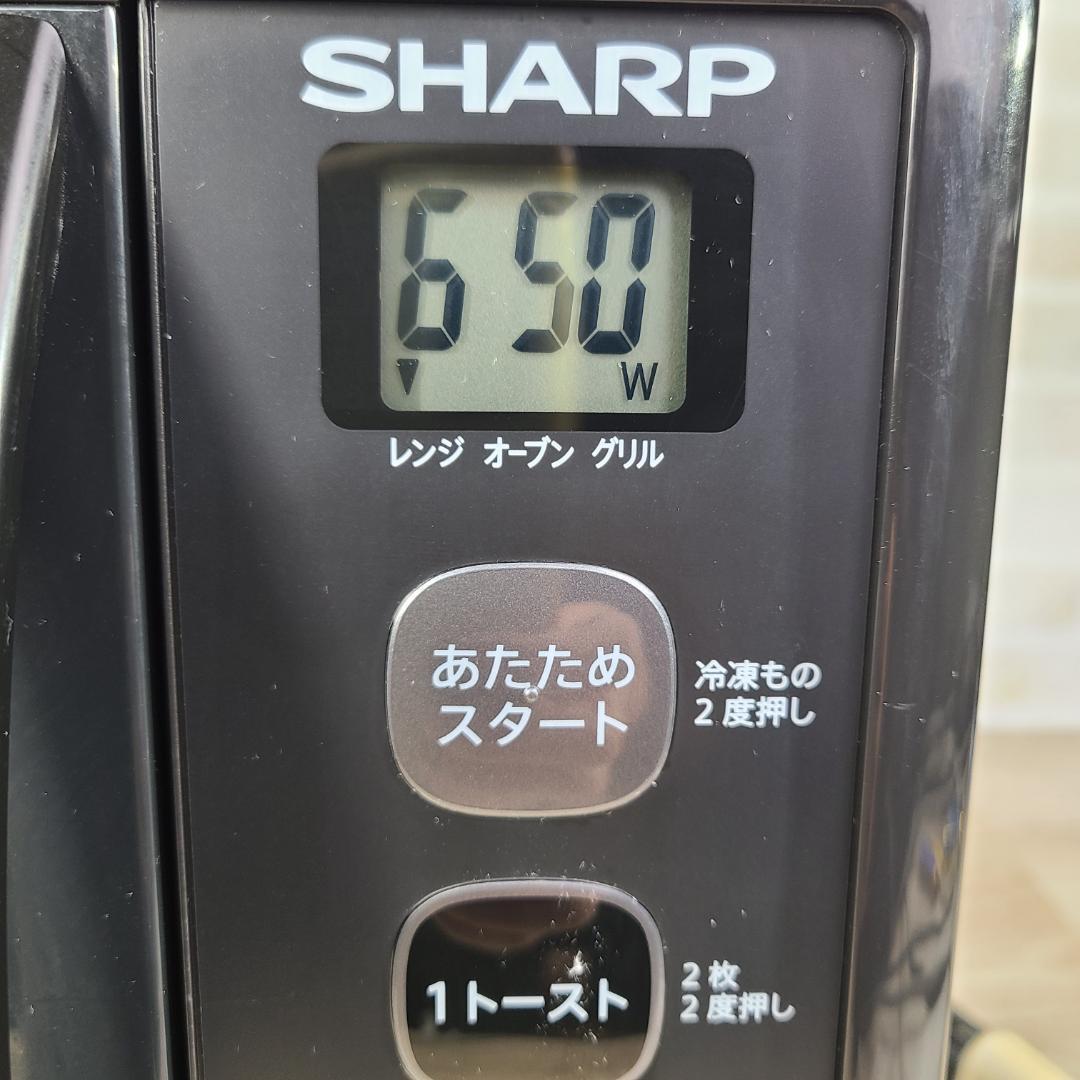 SHARP
650
W
レンジ オーブン グリル
あたため
スタート
冷凍もの
2度押し
1トースト
2枚
2度押し